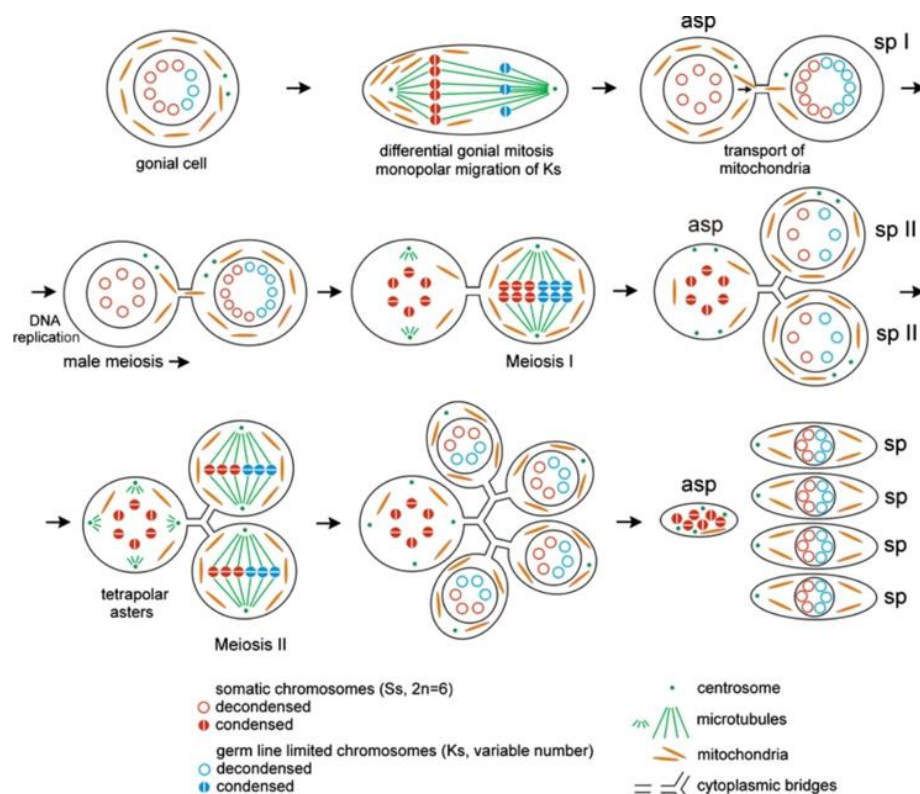 asp
sp I
gonial cell
differential gonial mitosis
monopolar migration of Ks
transport of
mitochondria
DNA
replication
male meiosis
Meiosis I
asp
sp II
sp II
tetrapolar
asters
Meiosis II
asp
sp
sp
sp
sp
somatic chromosomes (Ss, 2n=6)
decondensed
condensed
germ line limited chromosomes (Ks, variable number)
decondensed
condensed
centrosome
microtubules
mitochondria
cytoplasmic bridges